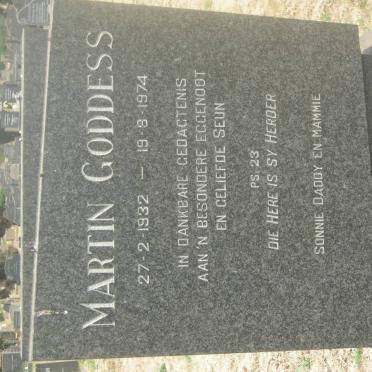 MARTIN GODDESS
27-2-1932 – 19-8-1974
IN DANKBARE GEDAGTENIS
AAN 'N BESONDERE EGGENOOT
EN GELIEFDE SEUN
PS. 23
DIE HERE IS SY HERDER
SONNIE DADDY EN MAMMIE